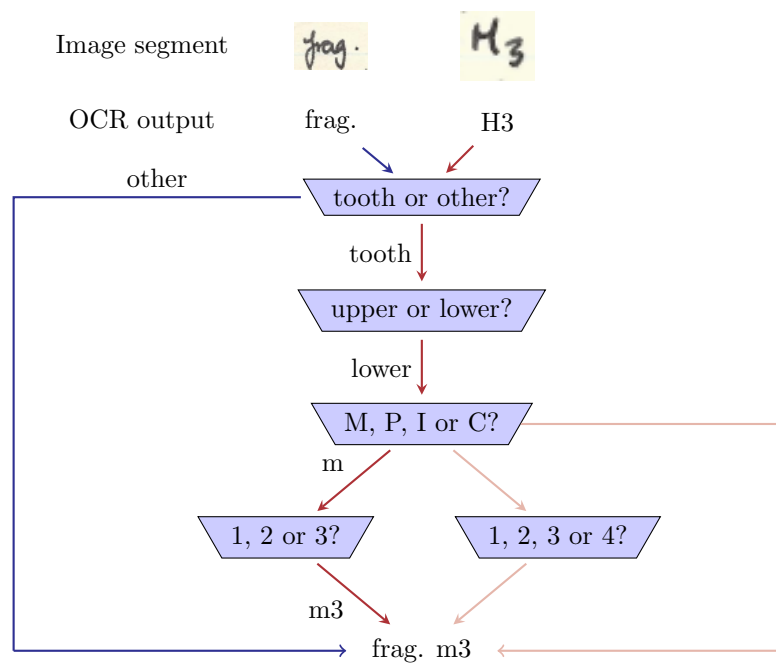 Image segment frag. M3
OCR output frag. H3
other
tooth or other?
tooth
upper or lower?
lower
M, P, I or C?
m
1, 2 or 3? 1, 2, 3 or 4?
m3
frag. m3